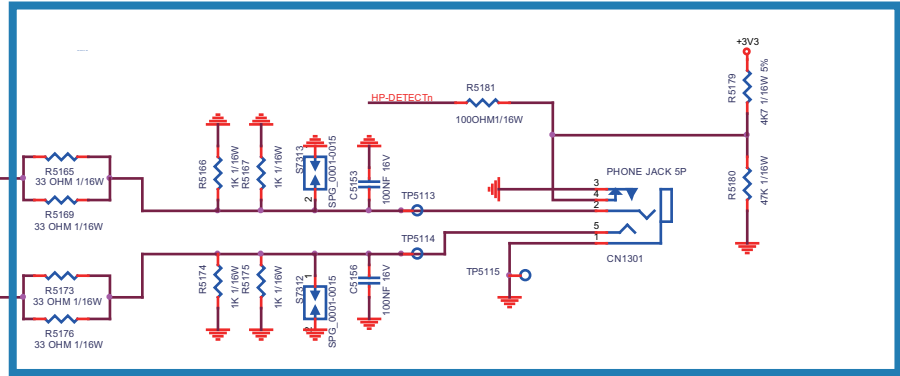 +3V3
R5179
4K7 1/16W 5%
R5181
HP-DETECTn
100OHM1/16W
R5165
33 OHM 1/16W
R5169
33 OHM 1/16W
R5166
1K 1/16W
R5167
1K 1/16W
S7313
2
SPG_0001-0015
C5153
100NF 16V
TP5113
PHONE JACK 5P
3
4
2
5
1
CN1301
R5180
47K 1/16W
TP5114
TP5115
R5173
33 OHM 1/16W
R5176
33 OHM 1/16W
R5174
1K 1/16W
R5175
1K 1/16W
S7312
1
2
SPG_0001-0015
C5156
100NF 16V